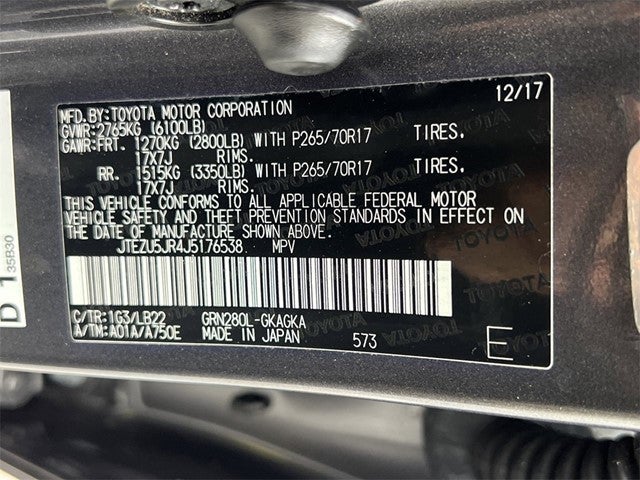 MFD.BY:TOYOTA MOTOR CORPORATION 12/17
GVWR:2765KG (6100LB)
GAWR:FRT. 1270KG (2800LB) WITH P265/70R17 TIRES.
17X7J RIMS.
RR. 1515KG (3350LB) WITH P265/70R17 TIRES.
17X7J RIMS.
THIS VEHICLE CONFORMS TO ALL APPLICABLE FEDERAL MOTOR
VEHICLE SAFETY AND THEFT PREVENTION STANDARDS IN EFFECT ON
THE DATE OF MANUFACTURE SHOWN ABOVE.
JTEZU5JR4J5176538 MPV
C/TR:1G3/LB22 GRN280L-GKAGKA
A/TM:A01A/A750E MADE IN JAPAN 573 E
D 1
35B30